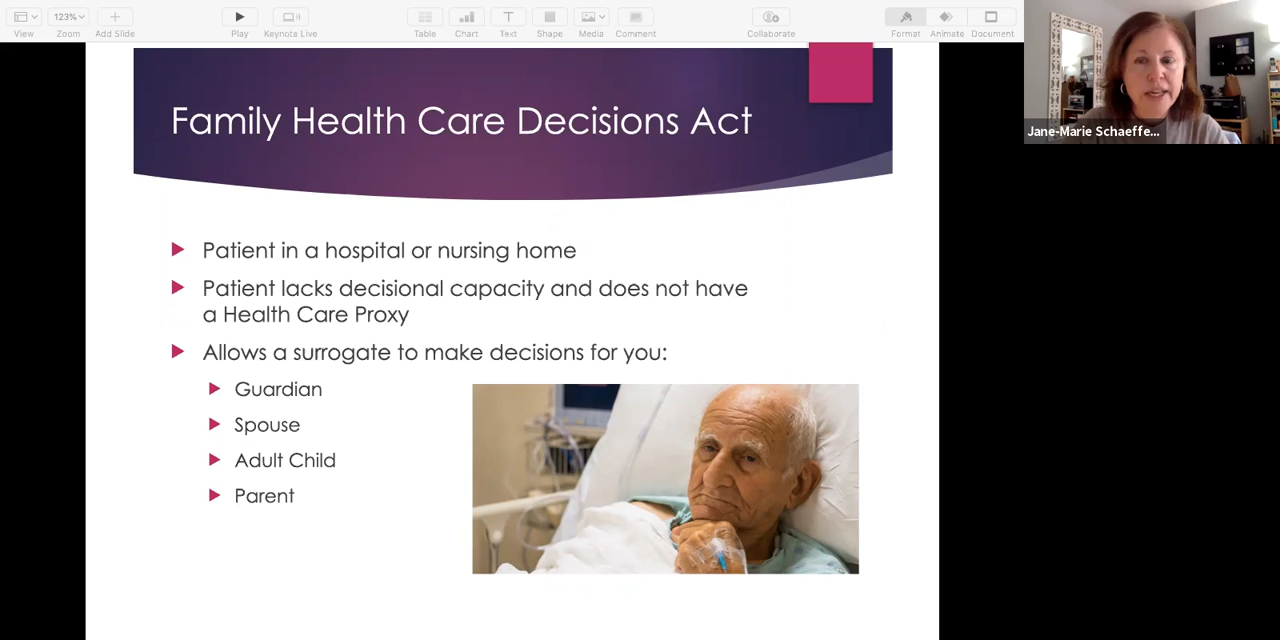 123%
View
Zoom
Add Slide
Play
Keynote Live
Table
Chart
Text
Shape
Media
Comment
Collaborate
Format
Animate
Document
Jane-Marie Schaeffe...
Family Health Care Decisions Act
Patient in a hospital or nursing home
Patient lacks decisional capacity and does not have
a Health Care Proxy
Allows a surrogate to make decisions for you:
Guardian
Spouse
Adult Child
Parent